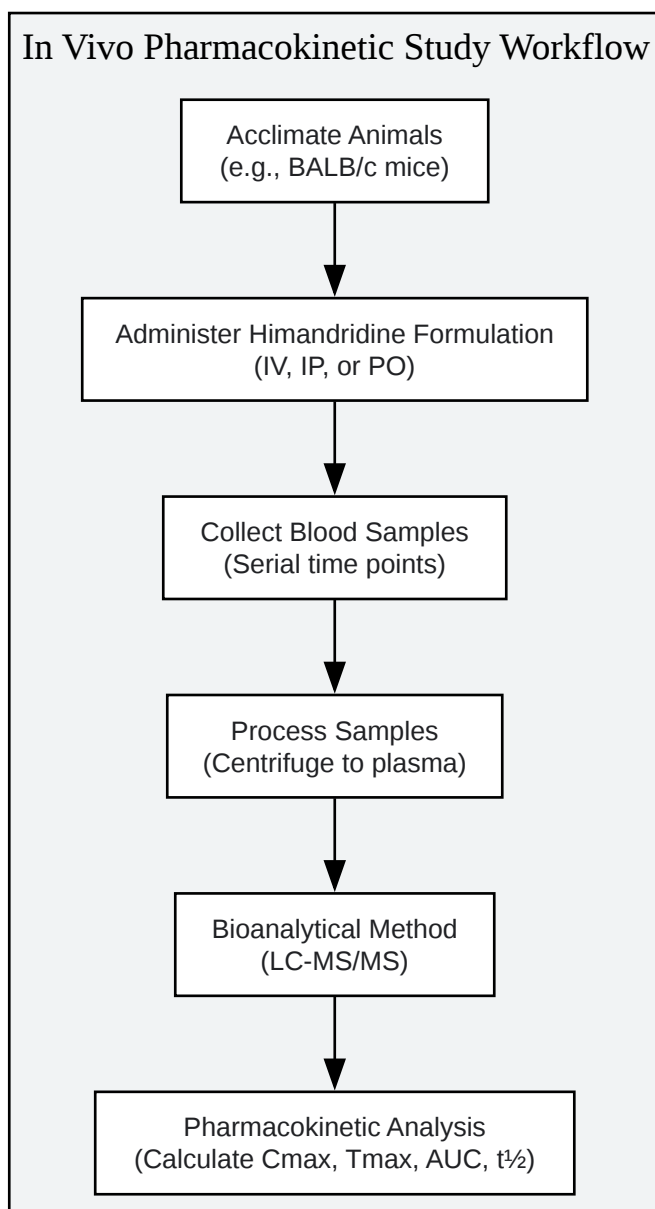 In Vivo Pharmacokinetic Study Workflow
Acclimate Animals
(e.g., BALB/c mice)
Administer Himandridine Formulation
(IV, IP, or PO)
Collect Blood Samples
(Serial time points)
Process Samples
(Centrifuge to plasma)
Bioanalytical Method
(LC-MS/MS)
Pharmacokinetic Analysis
(Calculate Cmax, Tmax, AUC, t½)